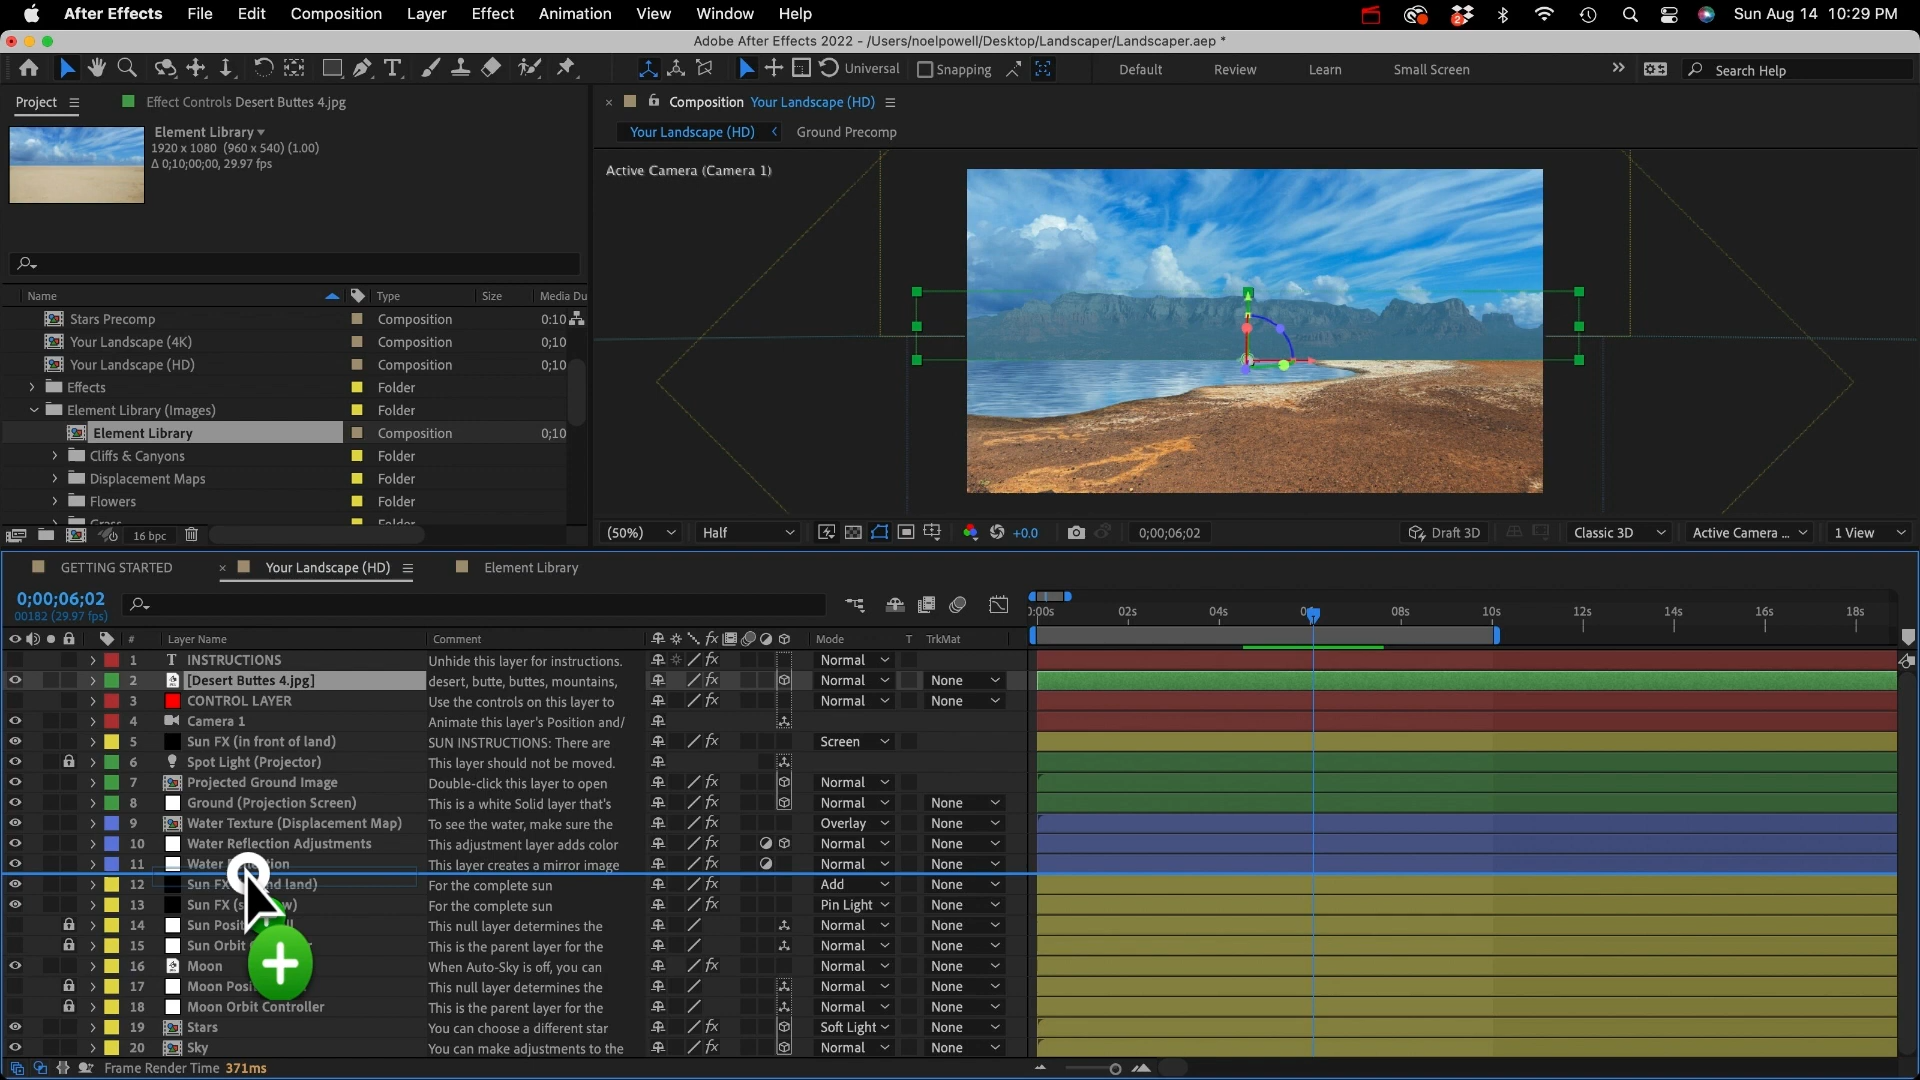 After Effects File Edit Composition Layer Effect Animation View Window Help Sun Aug 14 10:29 PM
Adobe After Effects 2022 - /Users/noelpowell/Desktop/Landscaper/Landscaper.aep *
Universal Snapping Default Review Learn Small Screen Search Help
Project Effect Controls Desert Buttes 4.jpg
Composition Your Landscape (HD)
Element Library
1920 x 1080 (960 x 540) (1.00)
Δ 0;10;00;00, 29.97 fps
Your Landscape (HD) Ground Precomp
Active Camera (Camera 1)
Name Type Size Media Du
Stars Precomp Composition 0:10
Your Landscape (4K) Composition 0;10
Your Landscape (HD) Composition 0;10
Effects Folder
Element Library (Images) Folder
Element Library Composition 0;10
Cliffs & Canyons Folder
Displacement Maps Folder
Flowers Folder
Grass Folder
16 bpc
(50%) Half +0.0 0;00;06;02 Draft 3D Classic 3D Active Camera ... 1 View
GETTING STARTED Your Landscape (HD) Element Library
0;00;06;02
00182 (29.97 fps)
0:00s 02s 04s 08s 10s 12s 14s 16s 18s
# Layer Name Comment Mode T TrkMat
1 INSTRUCTIONS Unhide this layer for instructions. Normal
2 [Desert Buttes 4.jpg] desert, butte, buttes, mountains, Normal None
3 CONTROL LAYER Use the controls on this layer to Normal None
4 Camera 1 Animate this layer's Position and/
5 Sun FX (in front of land) SUN INSTRUCTIONS: There are Screen
6 Spot Light (Projector) This layer should not be moved.
7 Projected Ground Image Double-click this layer to open Normal
8 Ground (Projection Screen) This is a white Solid layer that's Normal None
9 Water Texture (Displacement Map) To see the water, make sure the Overlay None
10 Water Reflection Adjustments This adjustment layer adds color Normal None
11 Water This layer creates a mirror image Normal None
12 Sun FX land) For the complete sun Add None
13 Sun FX For the complete sun Pin Light None
14 Sun This null layer determines the Normal None
15 Sun Orbit This is the parent layer for the Normal None
16 Moon When Auto-Sky is off, you can Normal None
17 Moon This null layer determines the Normal None
18 Moon Orbit Controller This is the parent layer for the Normal None
19 Stars You can choose a different star Soft Light None
20 Sky You can make adjustments to the Normal None
Frame Render Time 371ms